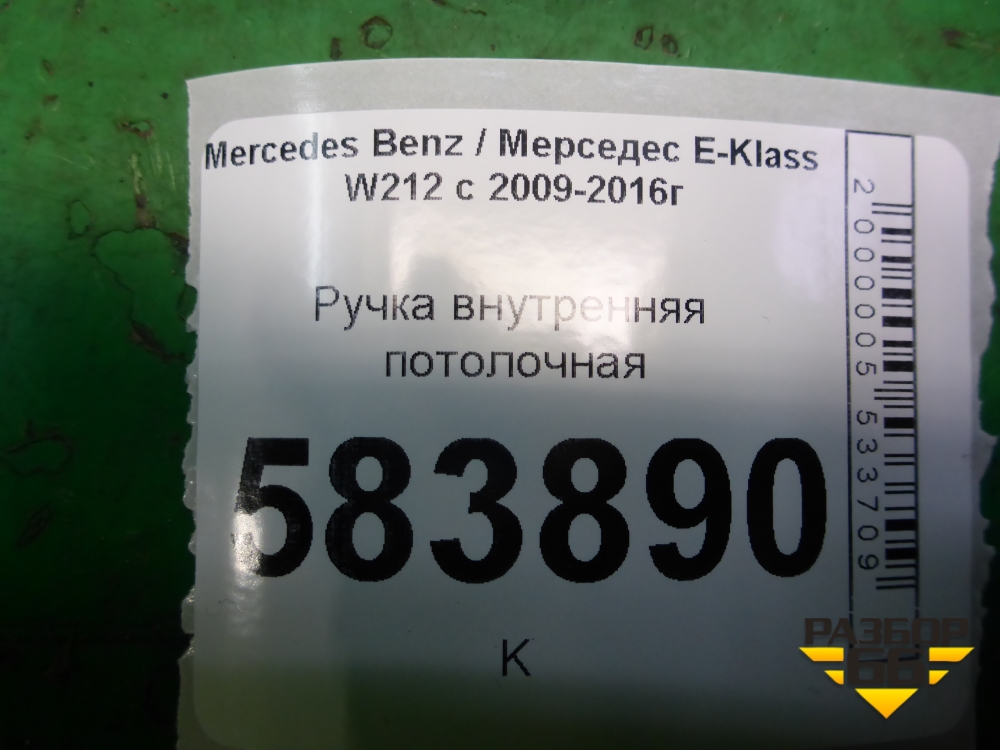 Mercedes Benz / Мерседес E-Klass
W212 с 2009-2016г
Ручка внутренняя
потолочная
583890
К
2000005533709
РАЗБОР
66